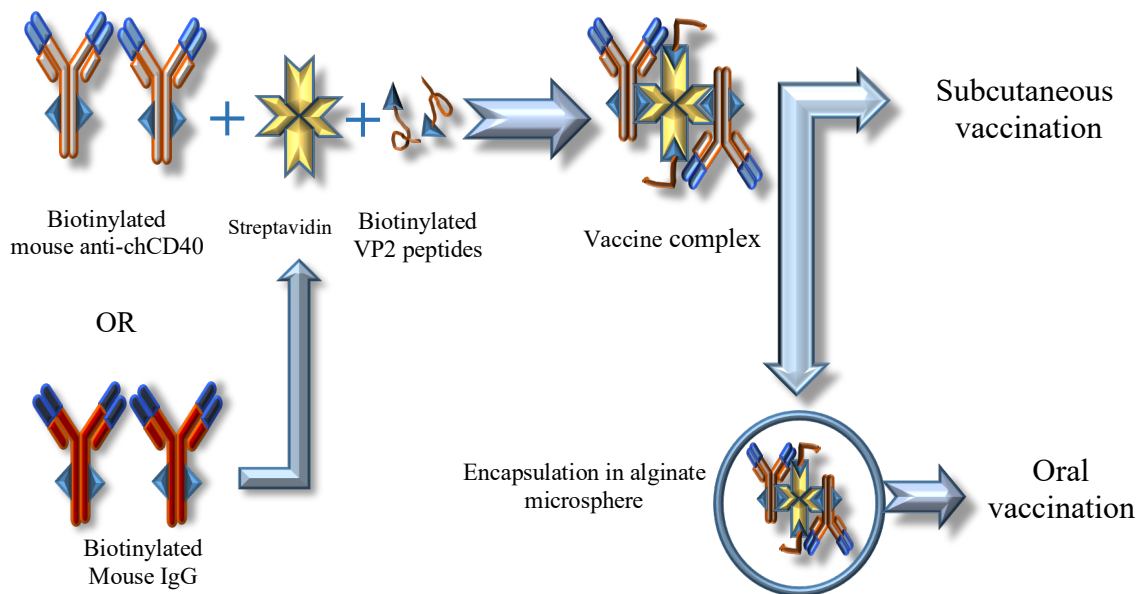 Biotinylated
mouse anti-chCD40
+
Streptavidin
+
Biotinylated
VP2 peptides
Vaccine complex
Subcutaneous
vaccination
OR
Biotinylated
Mouse IgG
Encapsulation in alginate
microsphere
Oral
vaccination